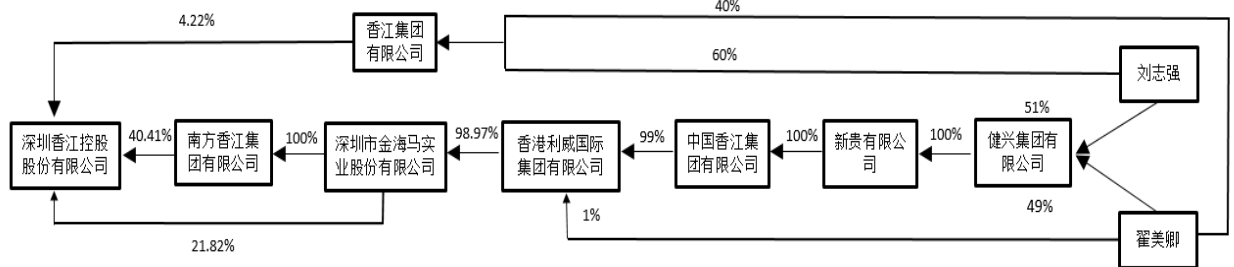 40%
4.22%
香江集团
有限公司
60%
刘志强
51%
深圳香江控股
股份有限公司
40.41%
南方香江集
团有限公司
100%
深圳市金海马实
业股份有限公司
98.97%
香港利威国际
集团有限公司
99%
中国香江集
团有限公司
100%
新贵有限公
司
100%
健兴集团有
限公司
1%
49%
翟美卿
21.82%